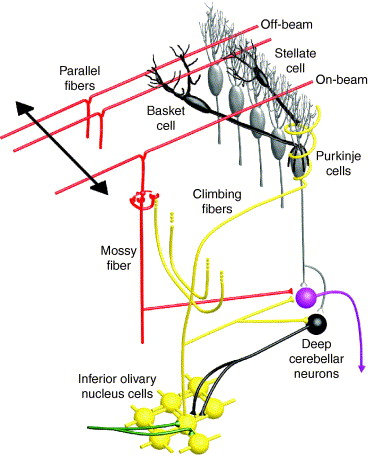 Off-beam
Stellate
cell
Parallel
fibers
On-beam
Basket
cell
Purkinje
cells
Climbing
fibers
Mossy
fiber
Deep
cerebellar
neurons
Inferior olivary
nucleus cells